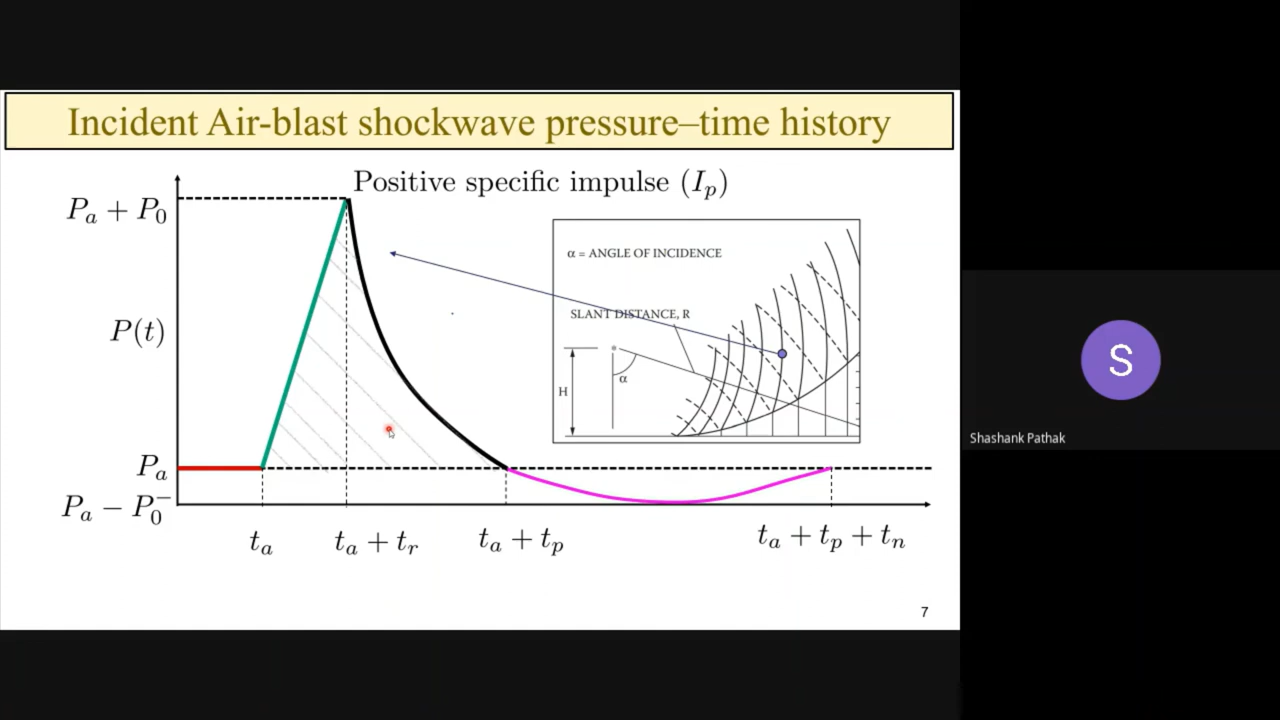 Incident Air-blast shockwave pressure–time history
Positive specific impulse (I_p)
P_a + P_0
α = ANGLE OF INCIDENCE
SLANT DISTANCE, R
P(t)
α
H
P_a
P_a − P_0^−
t_a
t_a + t_r
t_a + t_p
t_a + t_p + t_n
7
S
Shashank Pathak